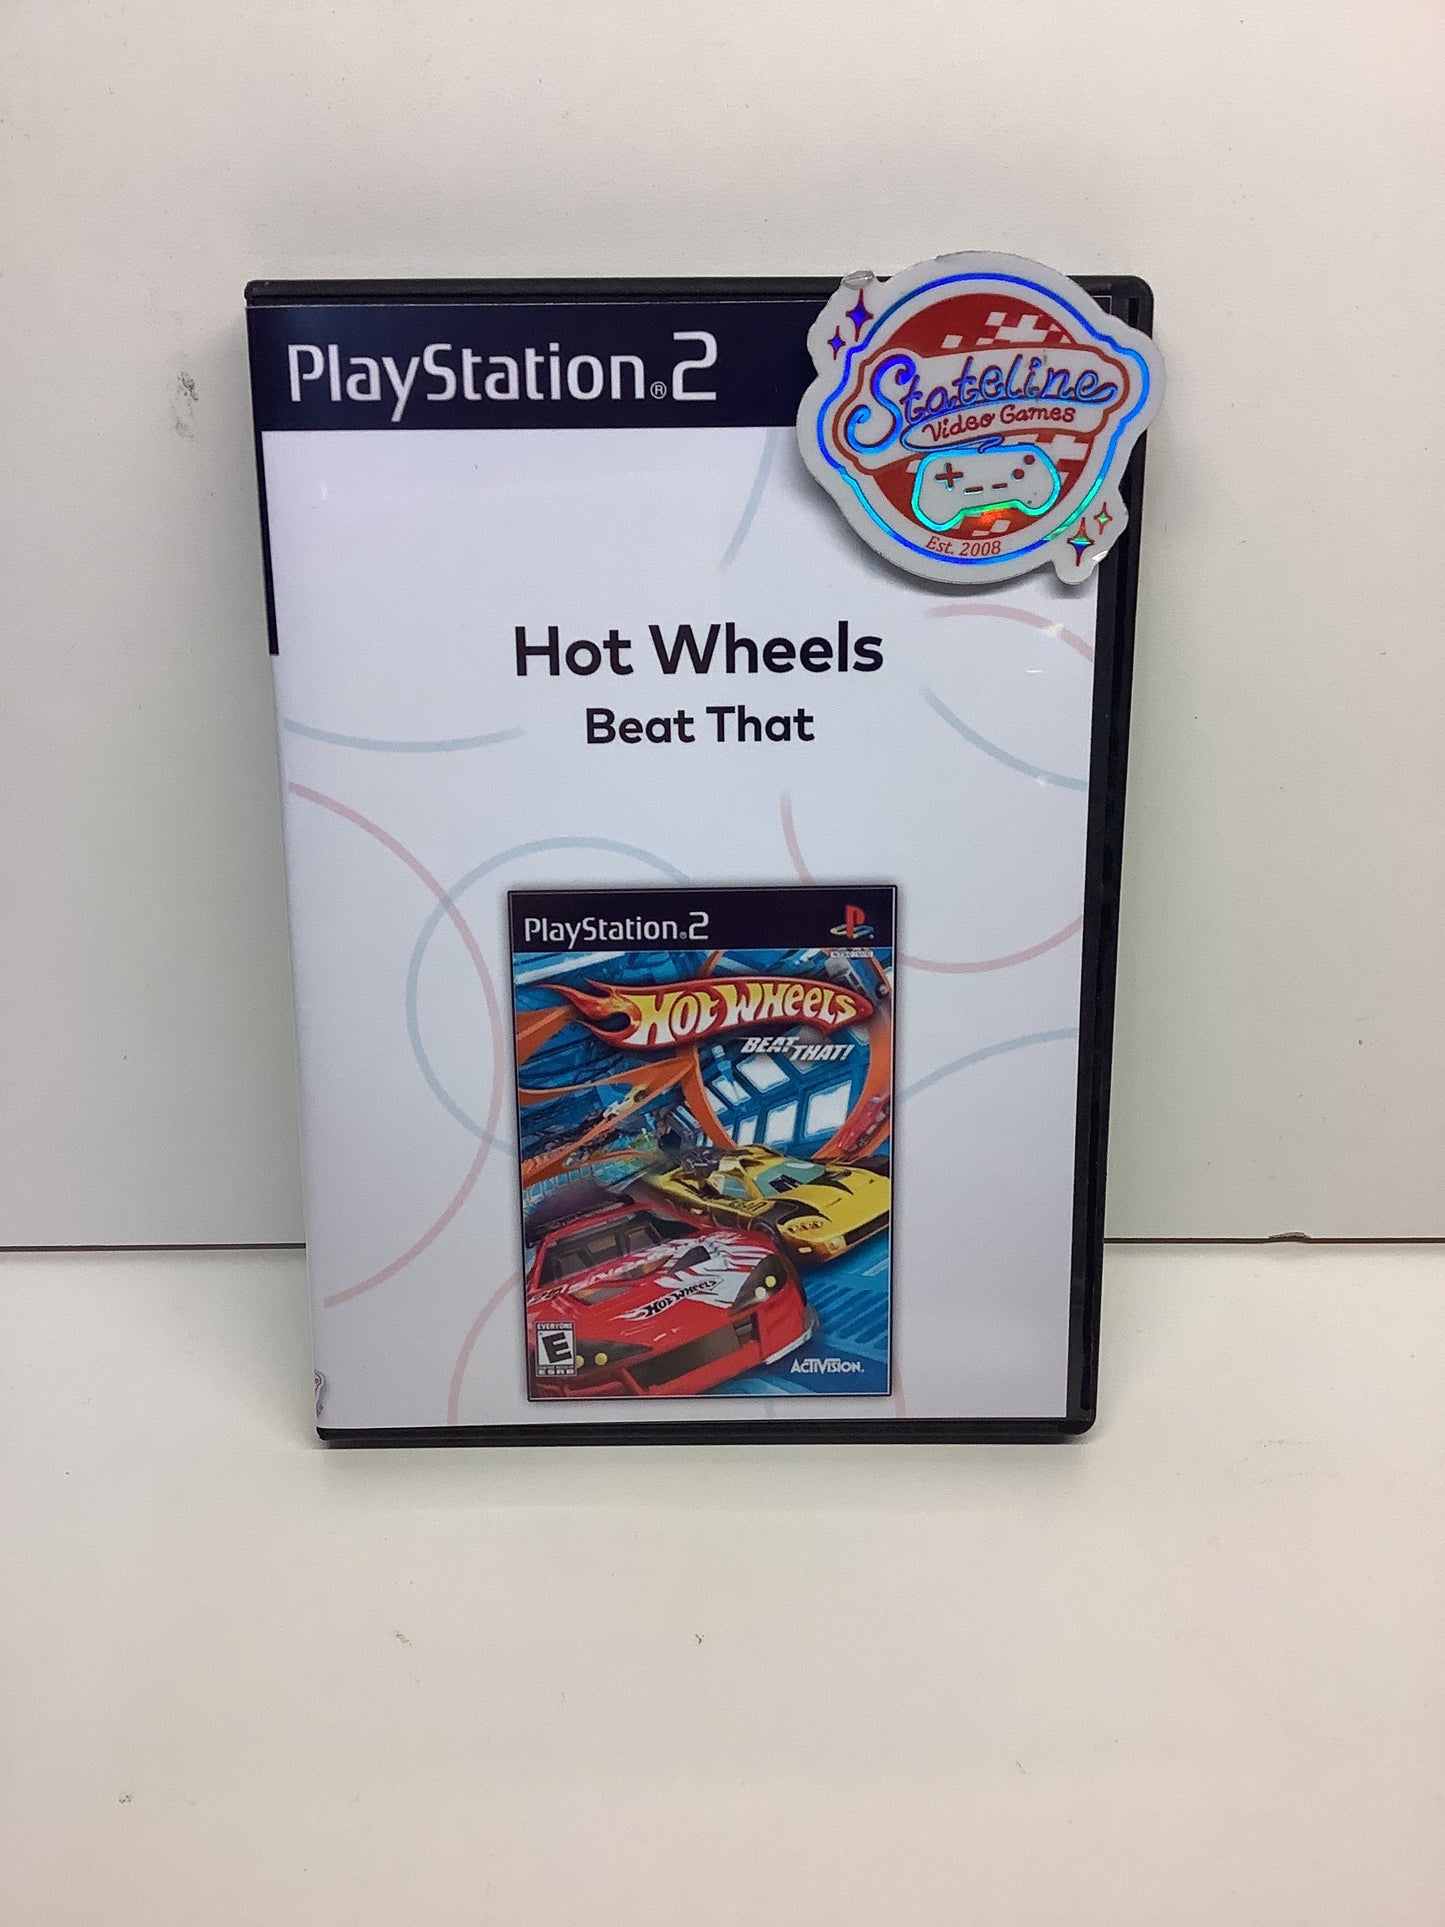 PlayStation®2
Stateline
Video Games
Est. 2008
Hot Wheels
Beat That
PlayStation®2
HOT WHEELS
BEAT THAT!
HOT WHEELS
EVERYONE
E
ESRB
ACTIVISION.